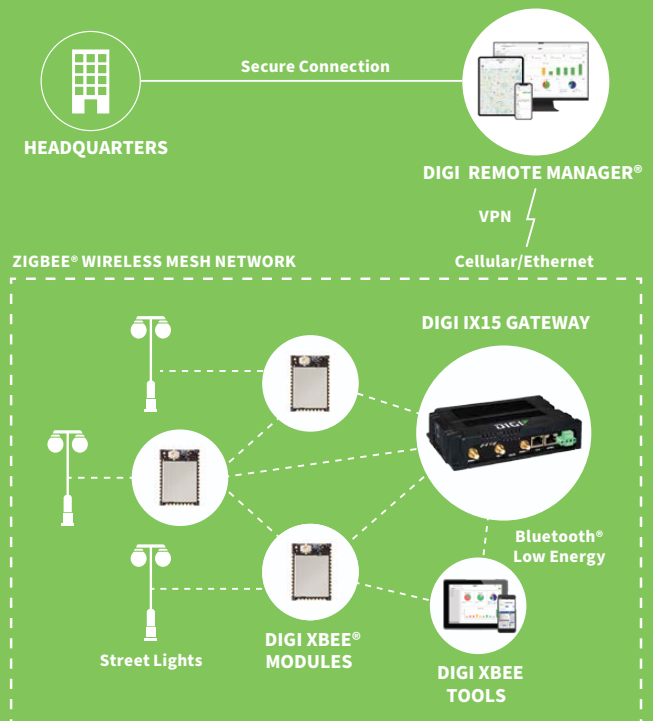 Secure Connection
HEADQUARTERS
DIGI REMOTE MANAGER®
VPN
Cellular/Ethernet
ZIGBEE® WIRELESS MESH NETWORK
DIGI IX15 GATEWAY
DIGI
Bluetooth®
Low Energy
Street Lights
DIGI XBEE®
MODULES
DIGI XBEE
TOOLS